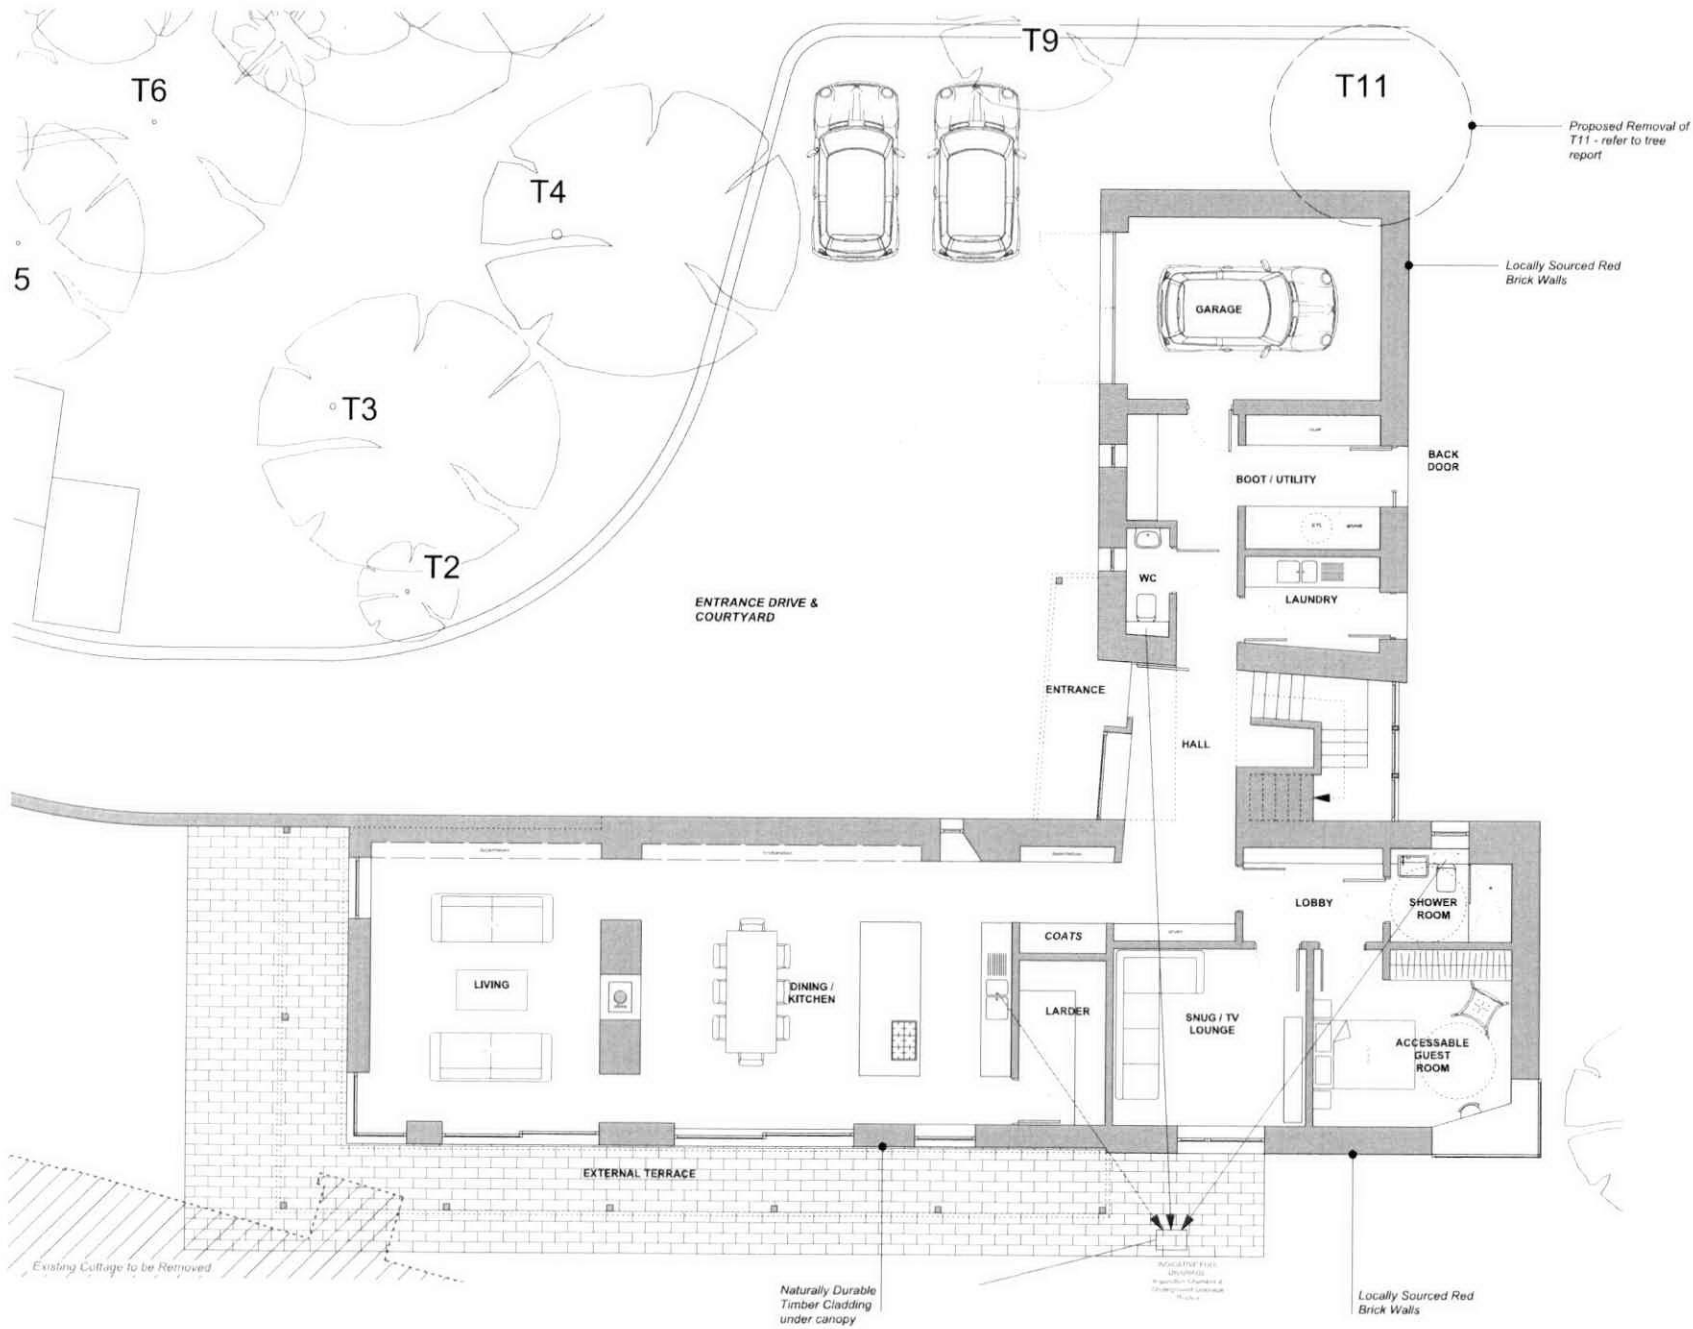 T9
T6
T11
Proposed Removal of
T11 - refer to tree
report
T4
5
Locally Sourced Red
Brick Walls
GARAGE
T3
BACK
DOOR
BOOT / UTILITY
T2
WC
LAUNDRY
ENTRANCE DRIVE &
COURTYARD
ENTRANCE
HALL
LOBBY
SHOWER
ROOM
COATS
LIVING
DINING /
KITCHEN
LARDER
SNUG / TV
LOUNGE
ACCESSABLE
GUEST
ROOM
EXTERNAL TERRACE
Existing Cottage to be Removed
INDICATIVE FOUL
DRAINAGE
Naturally Durable
Timber Cladding
under canopy
Locally Sourced Red
Brick Walls